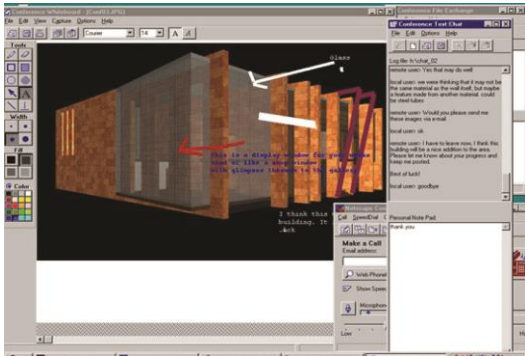 Conference Whiteboard - [Conf01.JPG]
File Edit View Capture Options Help
Courier 14 A A
Tools
Width
Fill
Color
Glass
This is a display window for your
like a shop window
with glimpses through to the gallery
I think this
building. It
Conference File Exchange
Conference Text Chat
File Edit Options Help
remote user: Yes that may do well
local user: we were thinking that it may not be
the same material as the wall itself, but maybe
a feature made from another material. could
be steel tubes
remote user: Would you please send me
these images via e-mail
local user: ok
remote user: I have to leave now, I think this
building will be a nice addition to the area.
Please let me know about your progress and
keep me posted.
Best of luck!
local user: goodbye
Personal Note Pad:
thank you
Call SpeedDial
Make a Call
Email address:
Web Phone
Show Speed
Microphone
Low